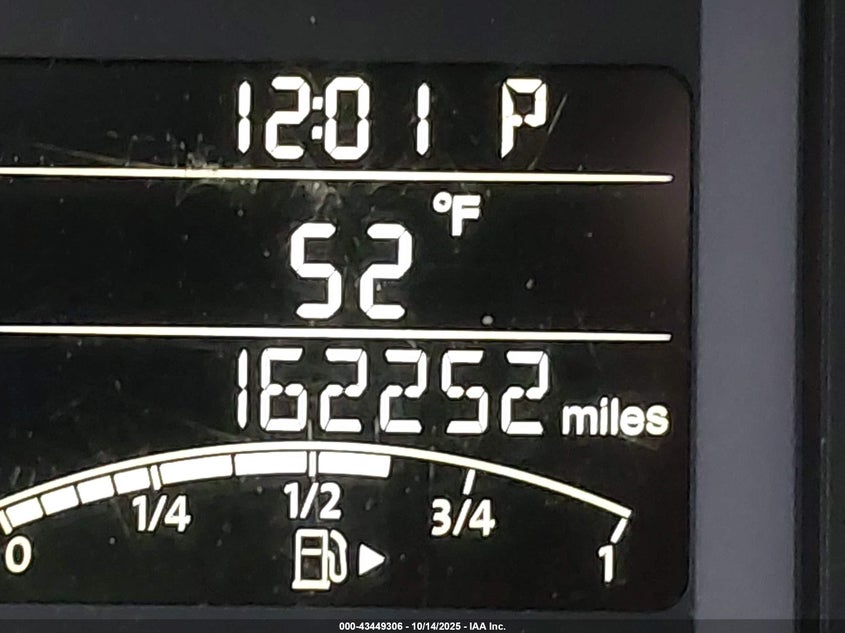 12:01 P
°F
52
162252 miles
0 1/4 1/2 3/4 1
000-43449306 - 10/14/2025 - IAA Inc.